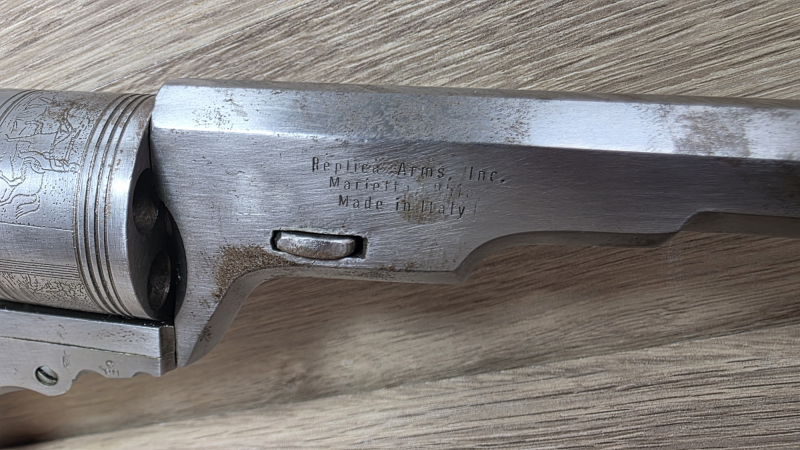 Replica Arms, Inc.
Marietta,
Made in Italy